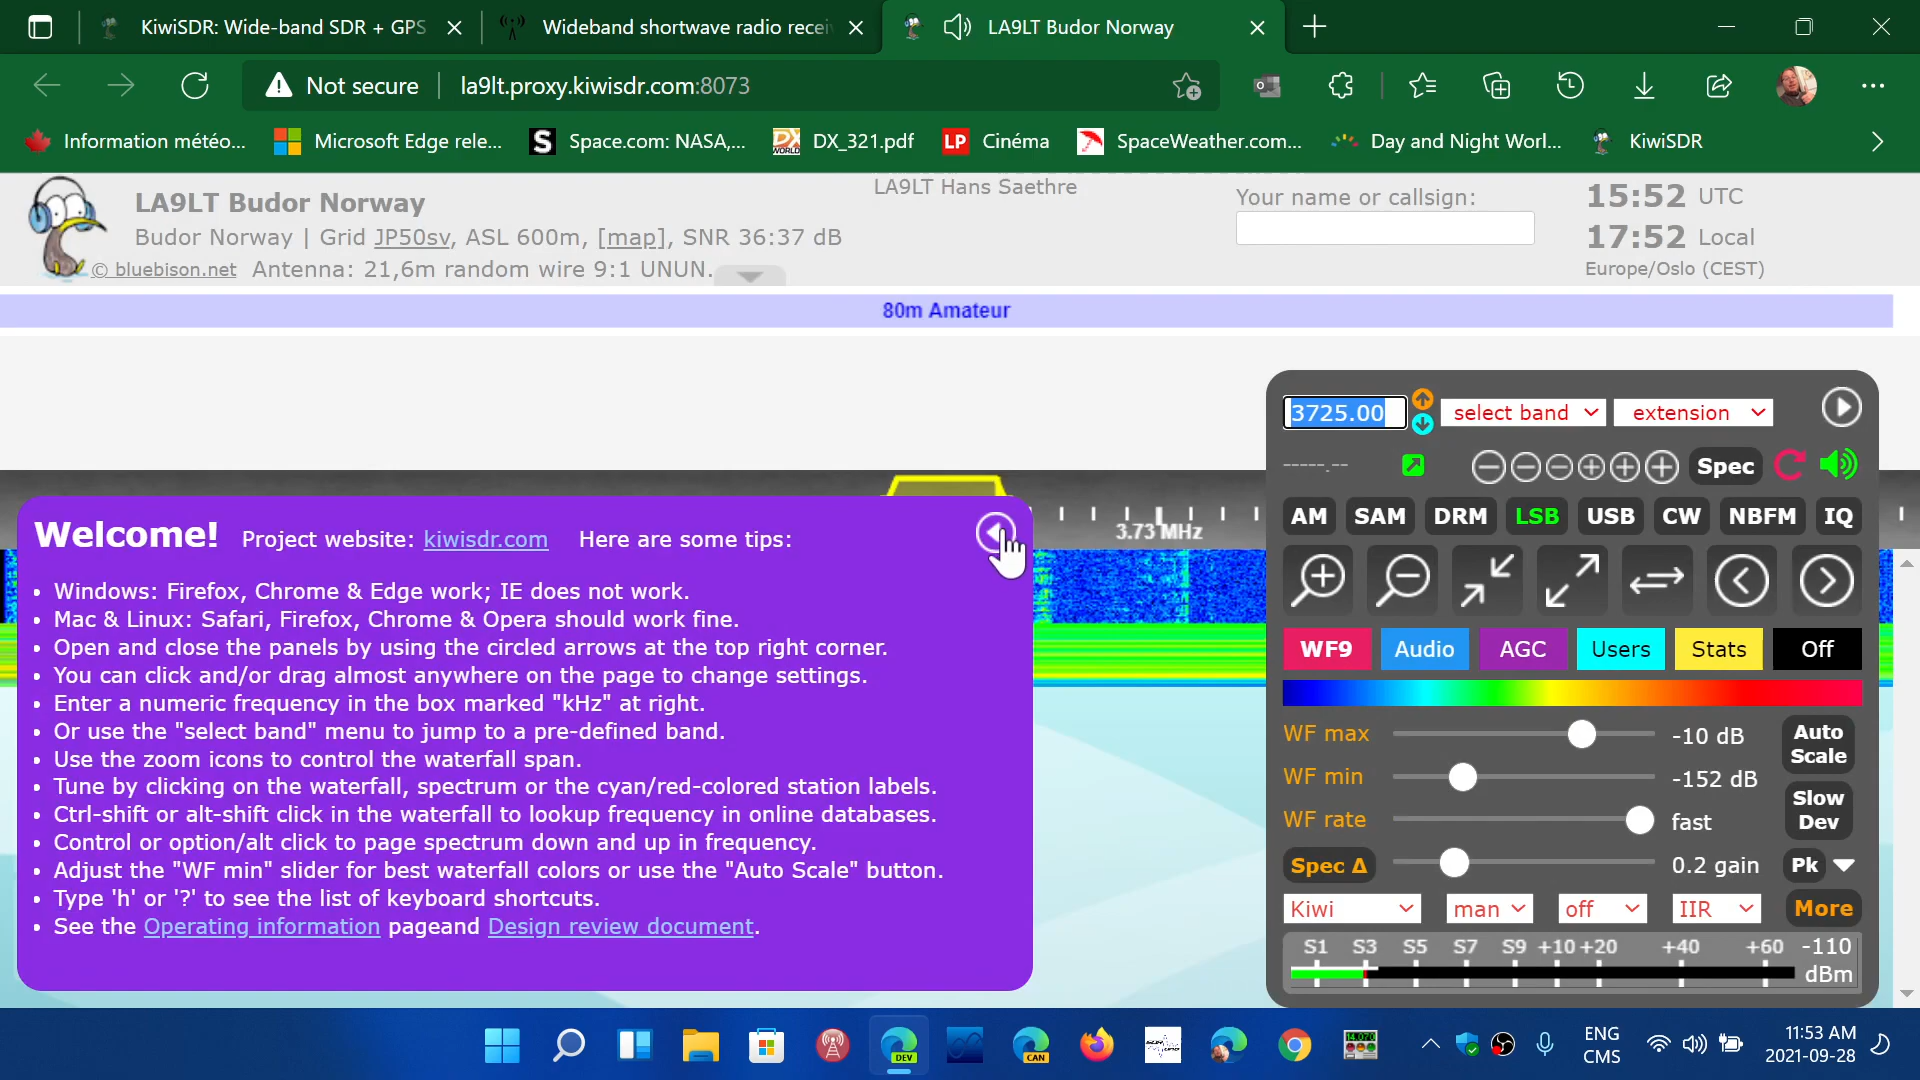 KiwiSDR: Wide-band SDR + GPS
Wideband shortwave radio recei
LA9LT Budor Norway
Not secure
la9lt.proxy.kiwisdr.com:8073
Information météo...
Microsoft Edge rele...
Space.com: NASA,...
DX_321.pdf
LP Cinéma
SpaceWeather.com...
Day and Night Worl...
KiwiSDR
LA9LT Budor Norway
LA9LT Hans Saethre
Budor Norway | Grid JP50sv, ASL 600m, [map], SNR 36:37 dB
© bluebison.net Antenna: 21,6m random wire 9:1 UNUN.
Your name or callsign:
15:52 UTC
17:52 Local
Europe/Oslo (CEST)
80m Amateur
3.73 MHz
Welcome! Project website: kiwisdr.com Here are some tips:
• Windows: Firefox, Chrome & Edge work; IE does not work.
• Mac & Linux: Safari, Firefox, Chrome & Opera should work fine.
• Open and close the panels by using the circled arrows at the top right corner.
• You can click and/or drag almost anywhere on the page to change settings.
• Enter a numeric frequency in the box marked "kHz" at right.
• Or use the "select band" menu to jump to a pre-defined band.
• Use the zoom icons to control the waterfall span.
• Tune by clicking on the waterfall, spectrum or the cyan/red-colored station labels.
• Ctrl-shift or alt-shift click in the waterfall to lookup frequency in online databases.
• Control or option/alt click to page spectrum down and up in frequency.
• Adjust the "WF min" slider for best waterfall colors or use the "Auto Scale" button.
• Type 'h' or '?' to see the list of keyboard shortcuts.
• See the Operating information pageand Design review document.
3725.00 select band extension
-----.-- Spec
AM SAM DRM LSB USB CW NBFM IQ
WF9 Audio AGC Users Stats Off
WF max -10 dB Auto Scale
WF min -152 dB
WF rate fast Slow Dev
Spec Δ 0.2 gain Pk
Kiwi man off IIR More
S1 S3 S5 S7 S9 +10 +20 +40 +60 -110
dBm
DEV
CAN
14.070
ENG
CMS
11:53 AM
2021-09-28